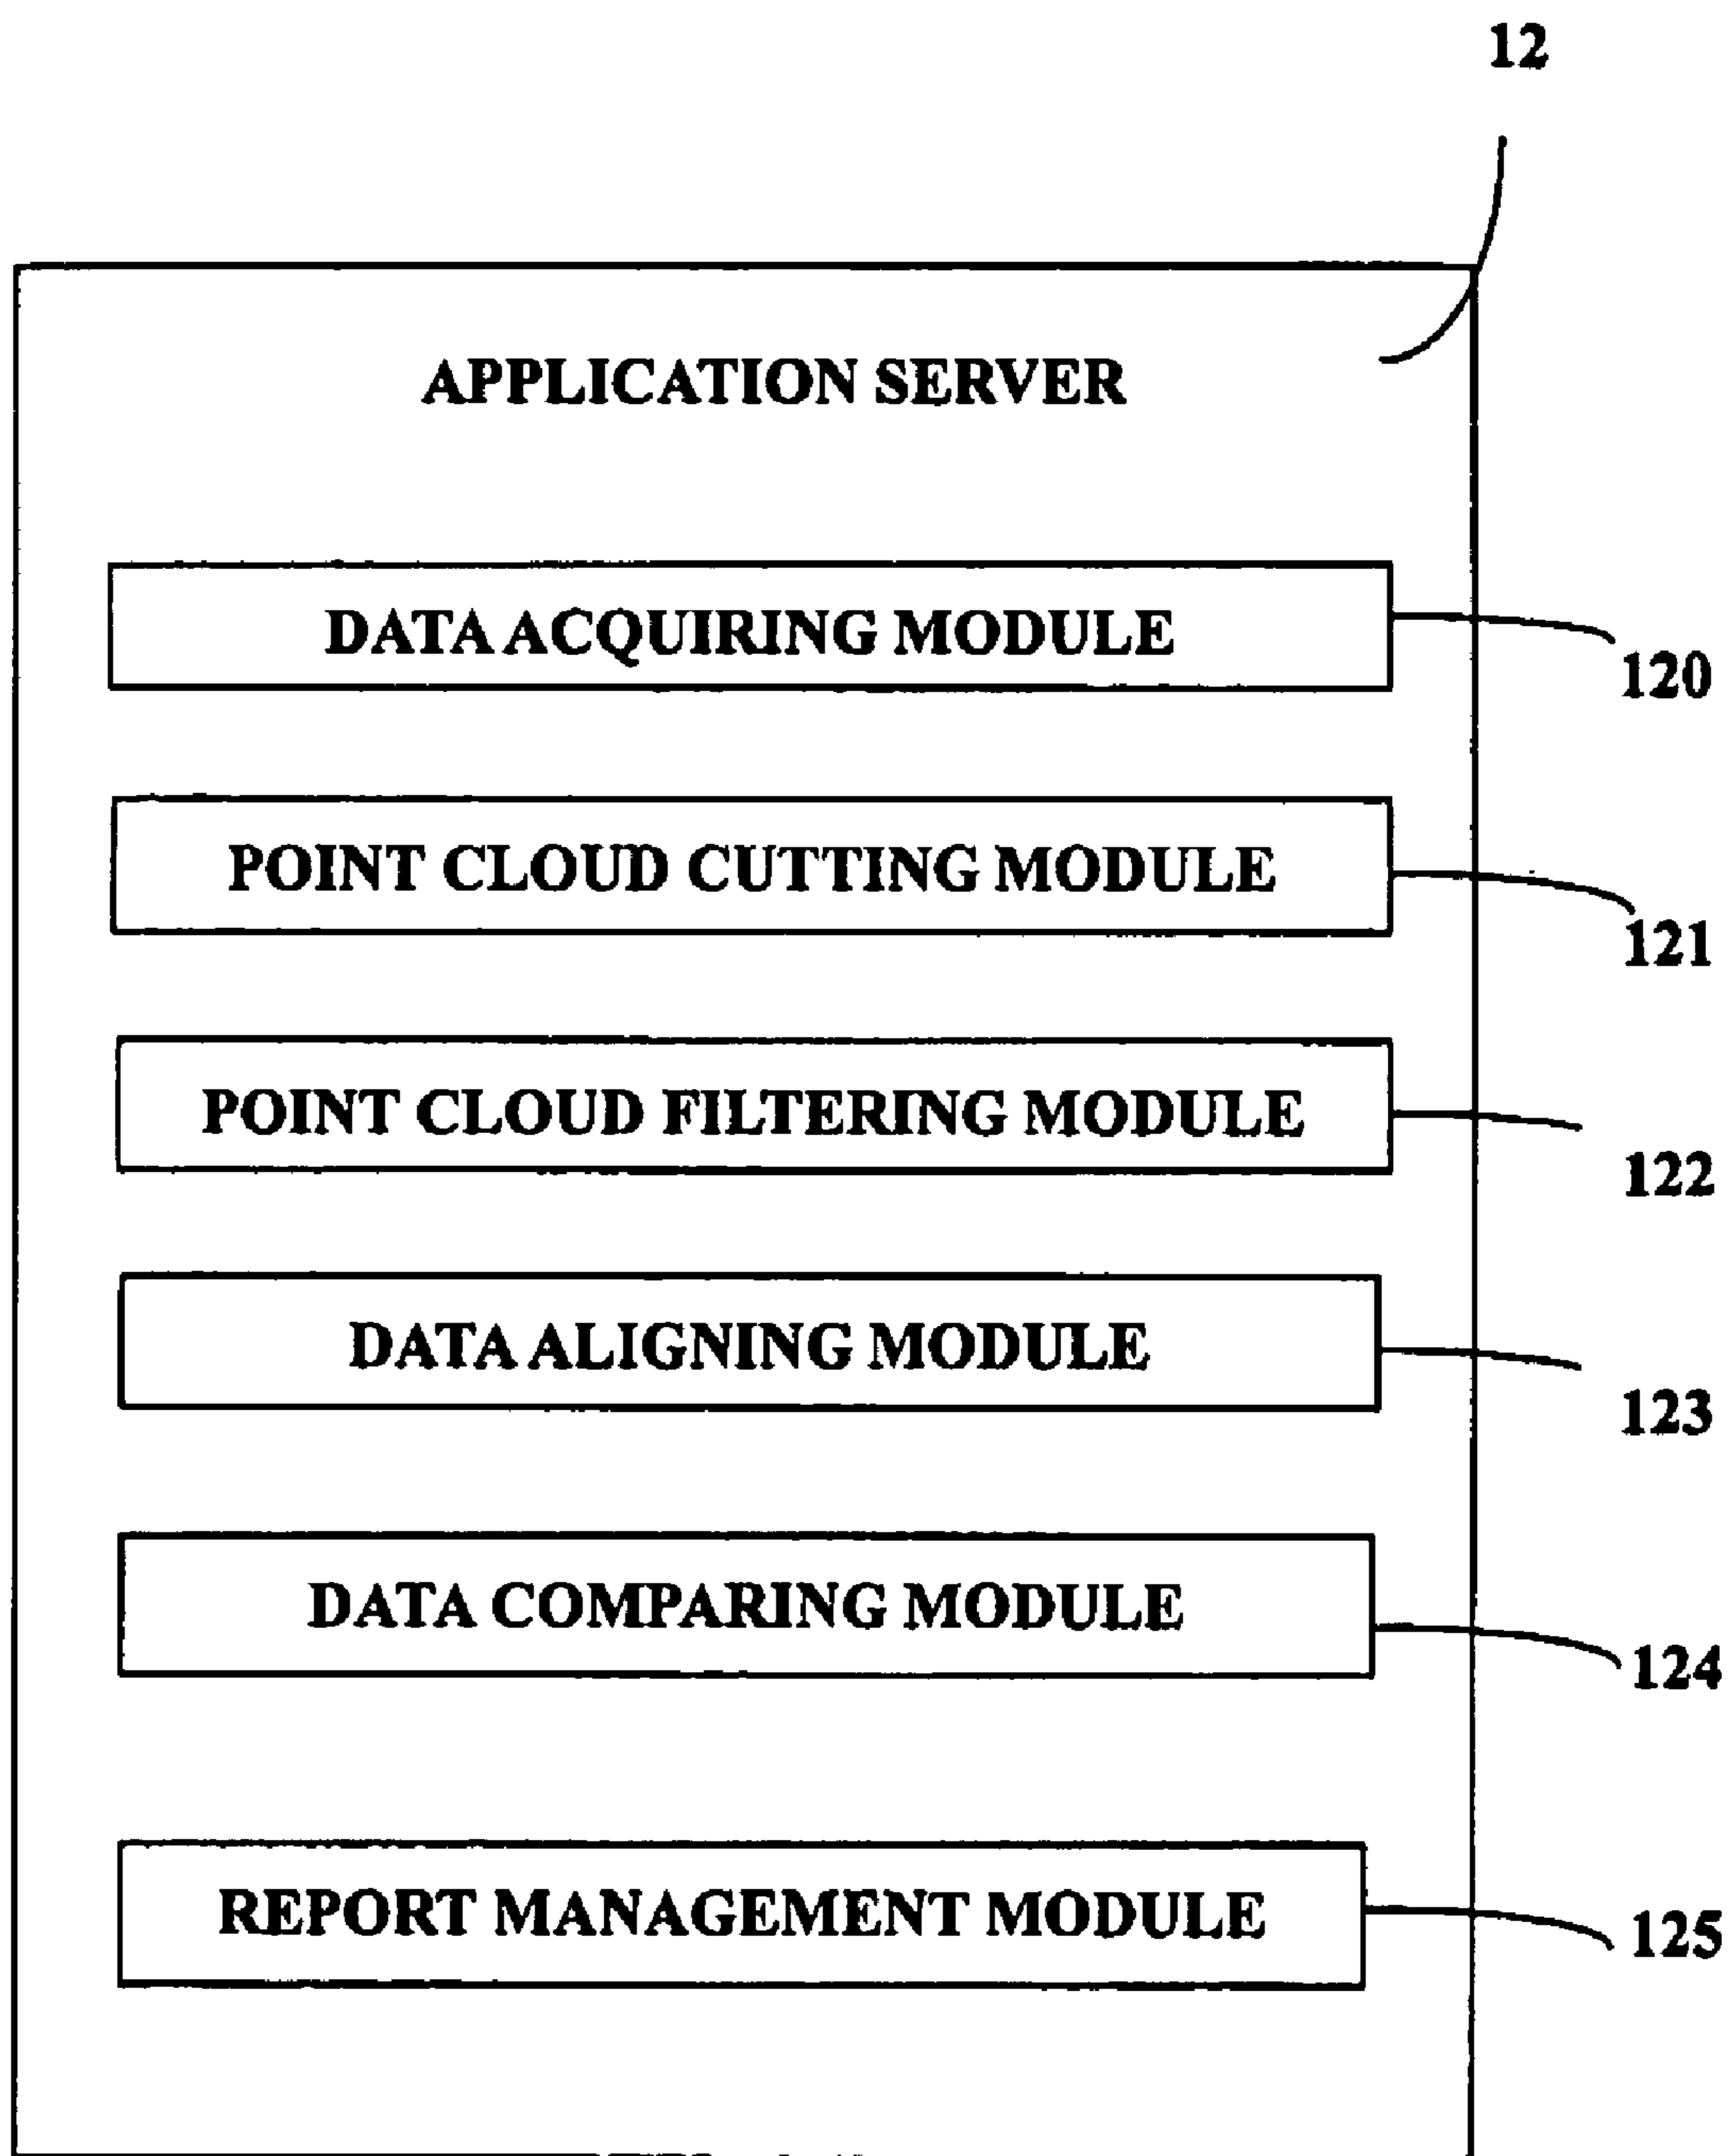 12
APPLICATION SERVER
DATA ACQUIRING MODULE
120
POINT CLOUD CUTTING MODULE
121
POINT CLOUD FILTERING MODULE
122
DATA ALIGNING MODULE
123
DATA COMPARING MODULE
124
REPORT MANAGEMENT MODULE
125